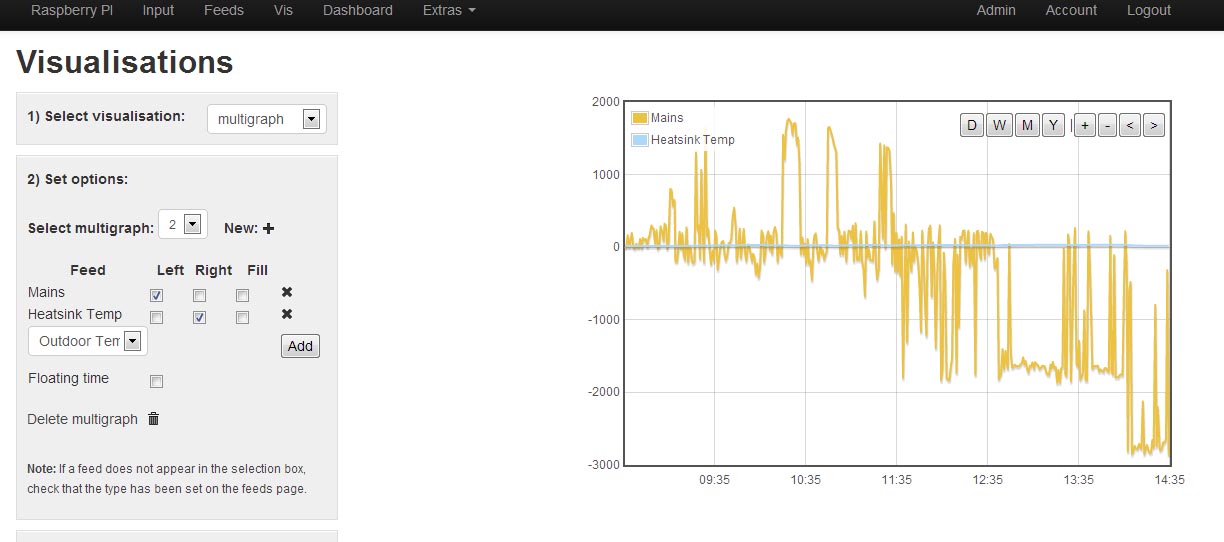 Raspberry PI Input Feeds Vis Dashboard Extras Admin Account Logout
Visualisations
1) Select visualisation: multigraph
2) Set options:
Select multigraph: 2 New:
Feed Left Right Fill
Mains
Heatsink Temp
Outdoor Tem
Add
Floating time
Delete multigraph
Note: If a feed does not appear in the selection box,
check that the type has been set on the feeds page.
Mains
Heatsink Temp
D W M Y | + - < >
2000
1000
0
-1000
-2000
-3000
09:35 10:35 11:35 12:35 13:35 14:35